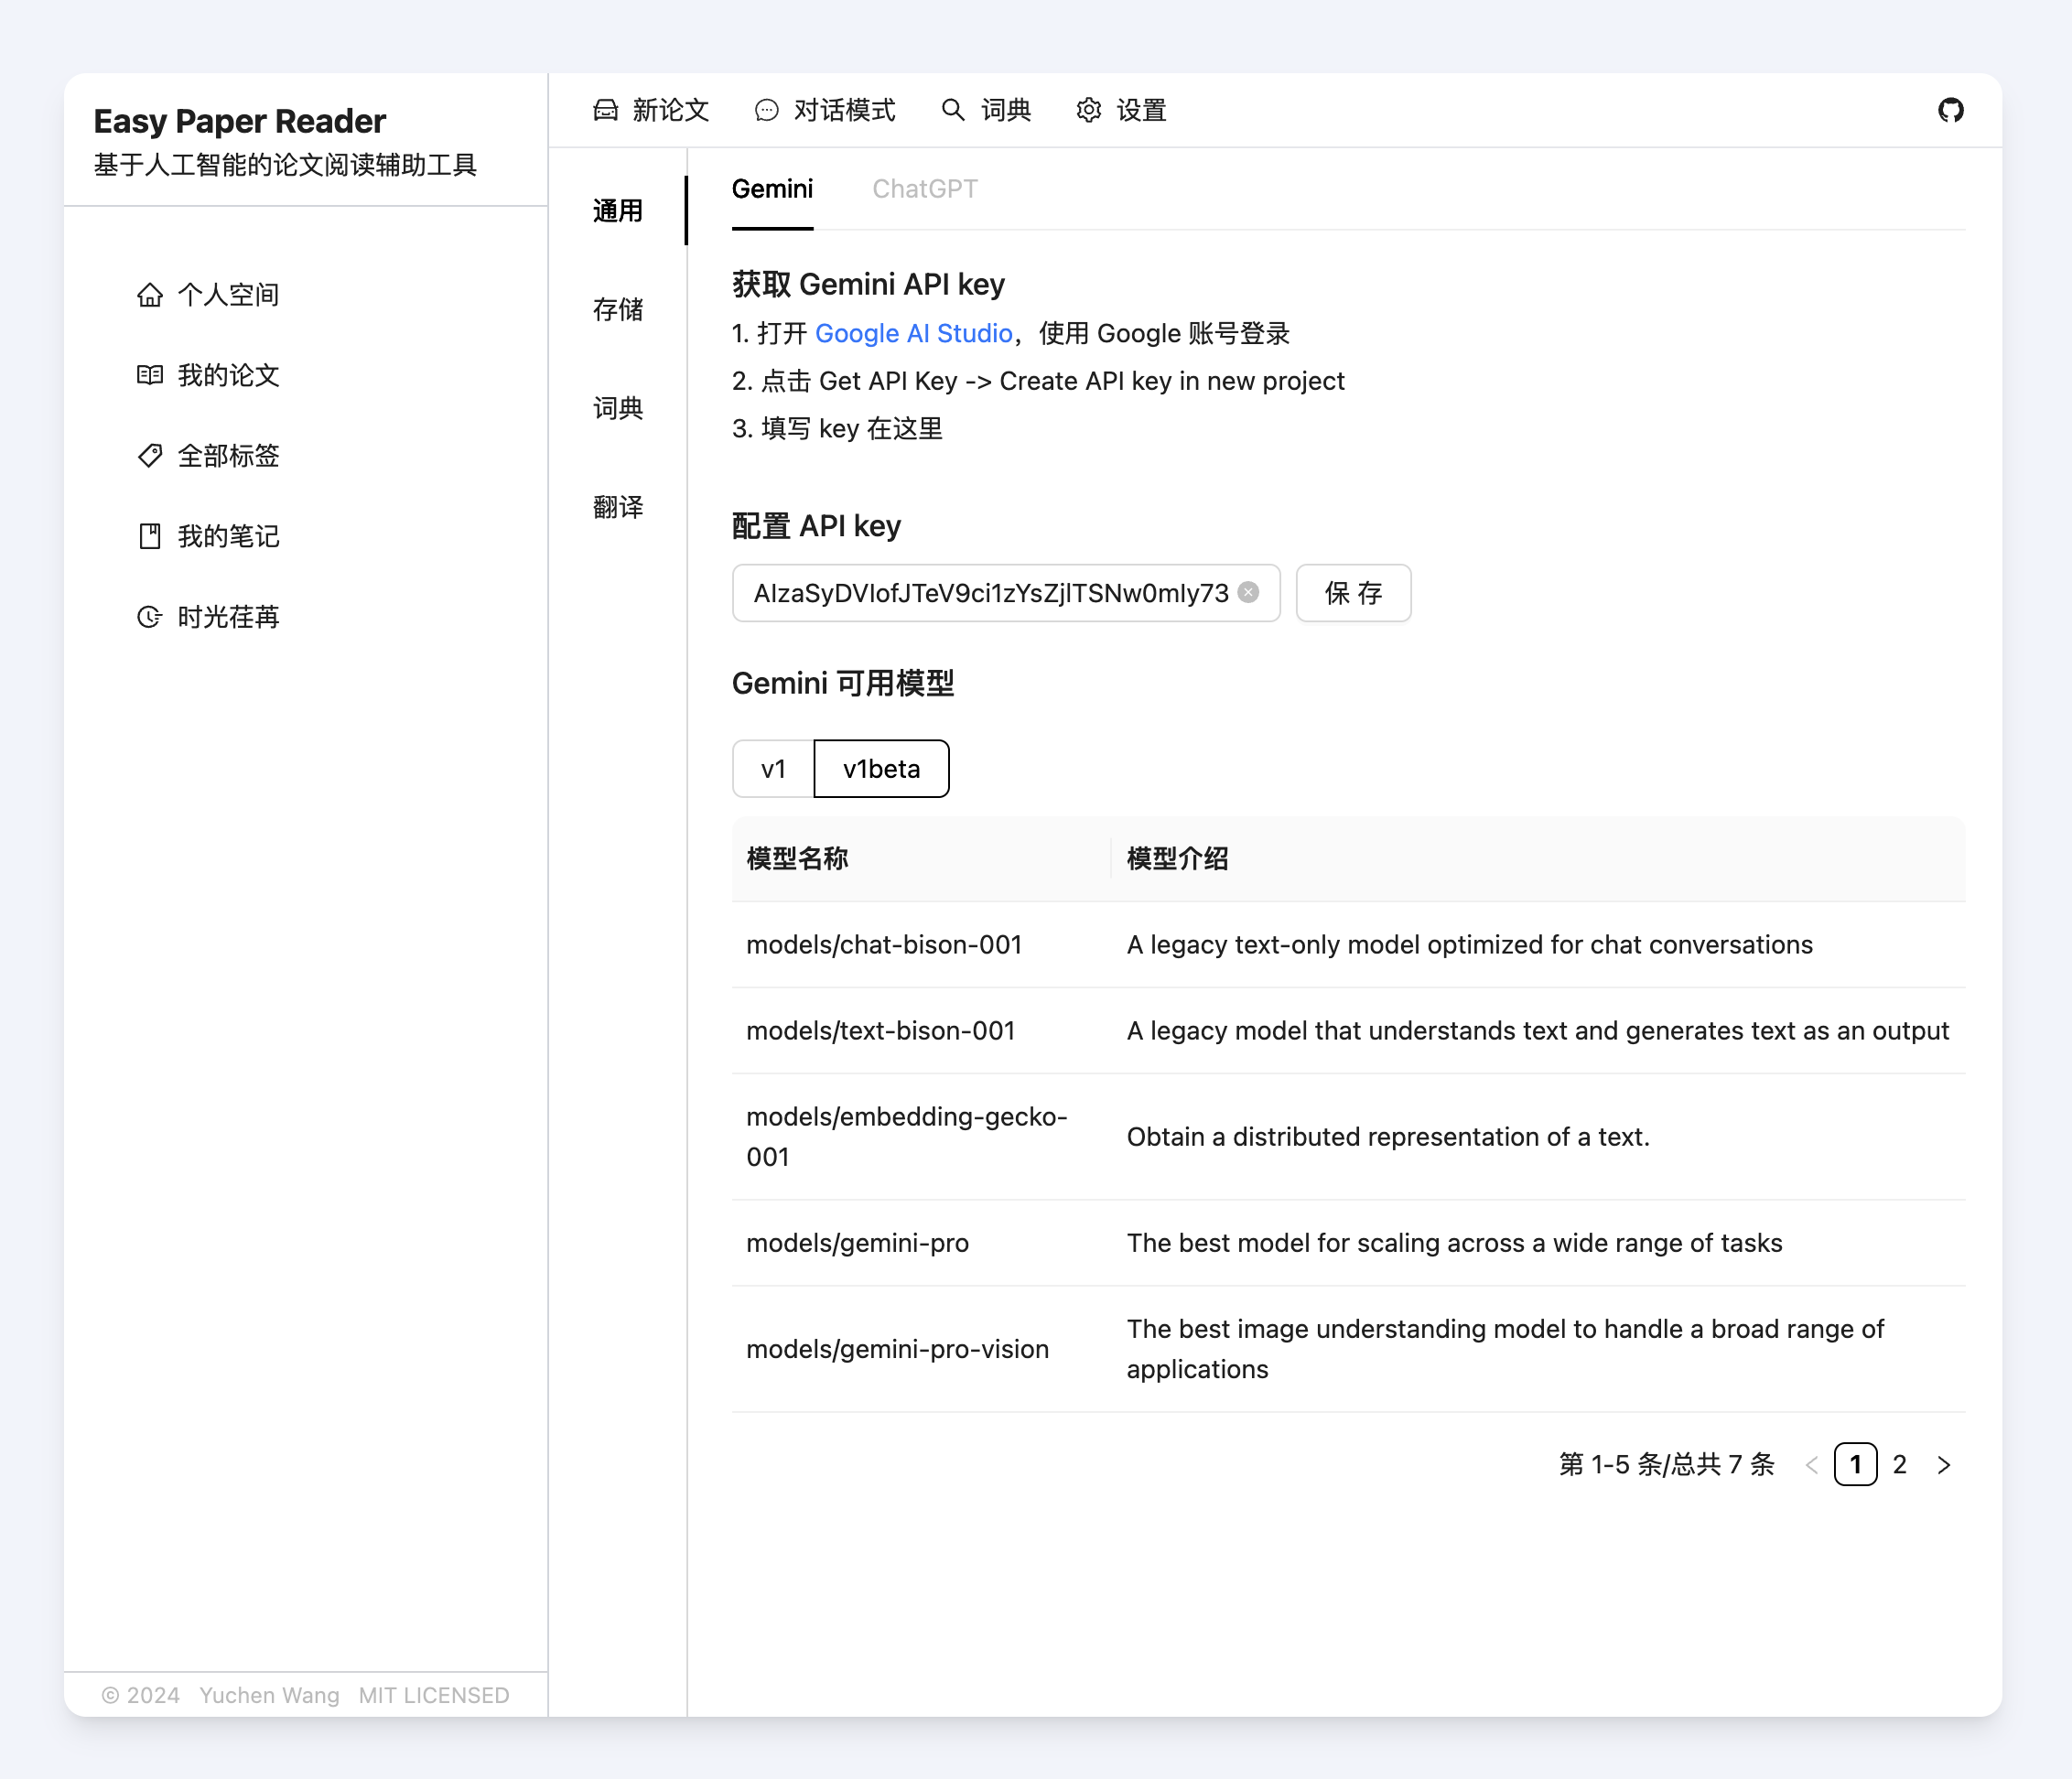 Easy Paper Reader
基于人工智能的论文阅读辅助工具
个人空间
我的论文
全部标签
我的笔记
时光荏苒
© 2024 Yuchen Wang MIT LICENSED
新论文 对话模式 词典 设置
通用
存储
词典
翻译
Gemini ChatGPT
获取 Gemini API key
1. 打开 Google AI Studio，使用 Google 账号登录
2. 点击 Get API Key -> Create API key in new project
3. 填写 key 在这里
配置 API key
保 存
Gemini 可用模型
v1 v1beta
模型名称 模型介绍
models/chat-bison-001 A legacy text-only model optimized for chat conversations
models/text-bison-001 A legacy model that understands text and generates text as an output
models/embedding-gecko-
001
Obtain a distributed representation of a text.
models/gemini-pro The best model for scaling across a wide range of tasks
models/gemini-pro-vision
The best image understanding model to handle a broad range of
applications
第 1-5 条/总共 7 条 < 1 2 >